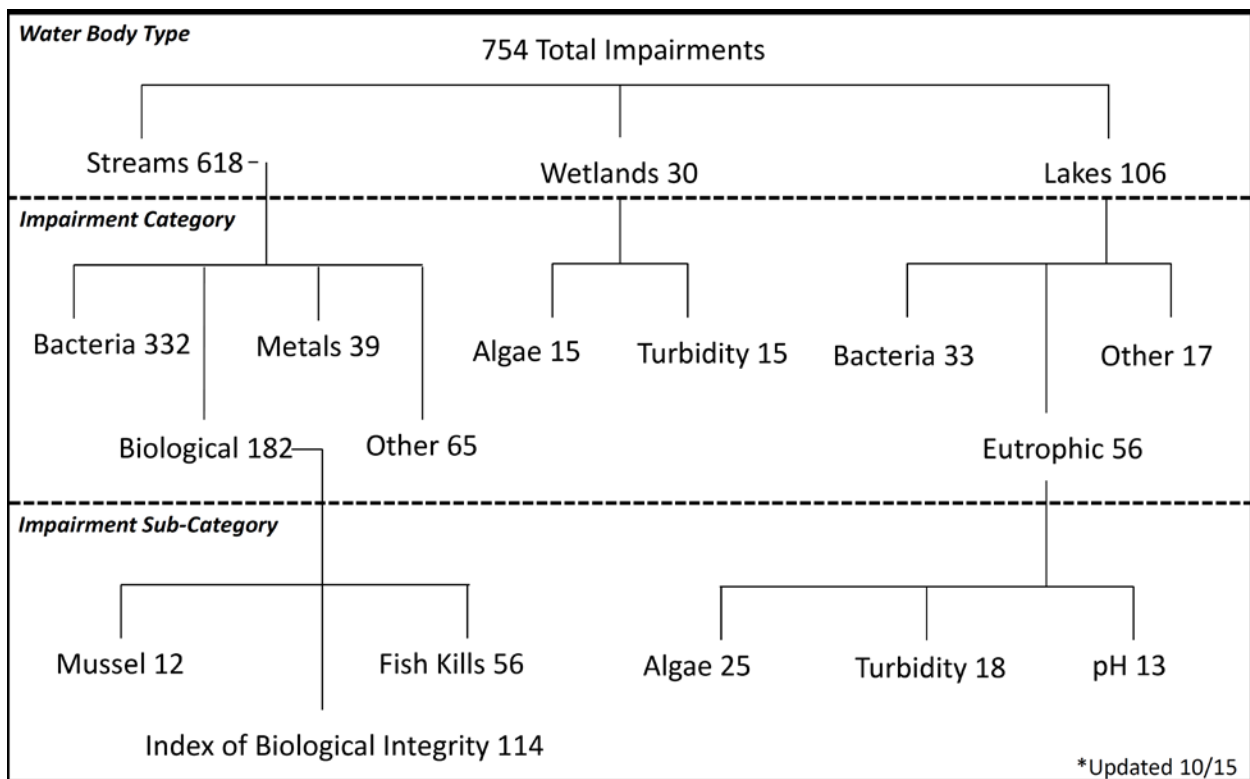 Water Body Type
754 Total Impairments
Streams 618
Wetlands 30
Lakes 106
Impairment Category
Bacteria 332
Metals 39
Algae 15
Turbidity 15
Bacteria 33
Other 17
Biological 182
Other 65
Eutrophic 56
Impairment Sub-Category
Mussel 12
Fish Kills 56
Algae 25
Turbidity 18
pH 13
Index of Biological Integrity 114
*Updated 10/15